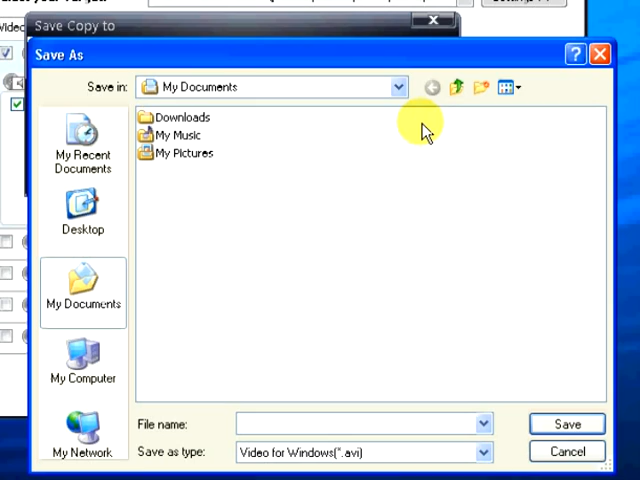 Video
Save Copy to
Save As
Save in:
My Documents
Downloads
My Music
My Pictures
My Recent
Documents
Desktop
My Documents
My Computer
My Network
File name:
Save
Save as type:
Video for Windows(*.avi)
Cancel